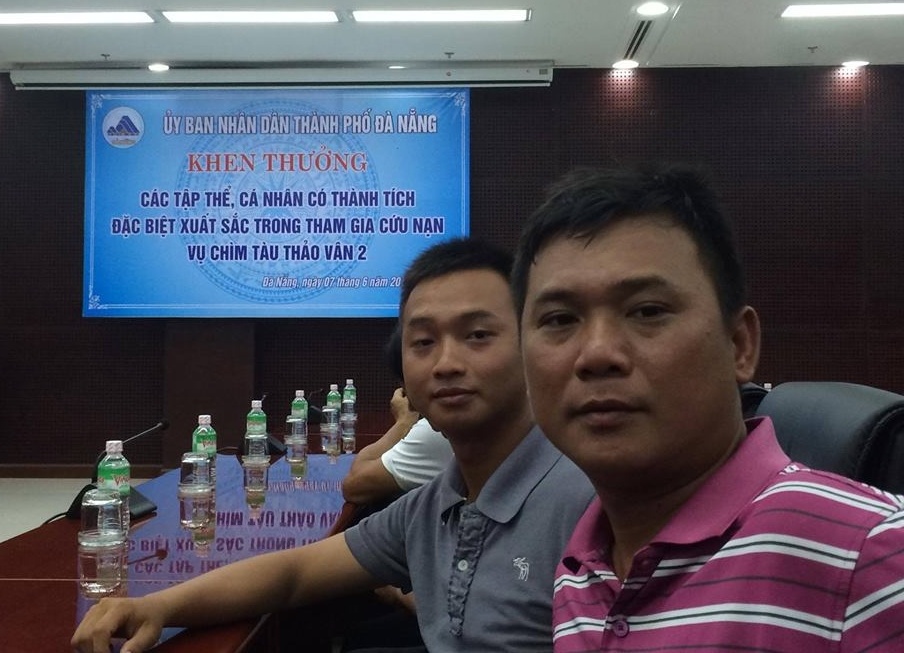 ỦY BAN NHÂN DÂN THÀNH PHỐ ĐÀ NẴNG
KHEN THƯỞNG
CÁC TẬP THỂ, CÁ NHÂN CÓ THÀNH TÍCH
ĐẶC BIỆT XUẤT SẮC TRONG THAM GIA CỨU NẠN
VỤ CHÌM TÀU THẢO VÂN 2
Đà Nẵng, ngày 07 tháng 6 năm 20